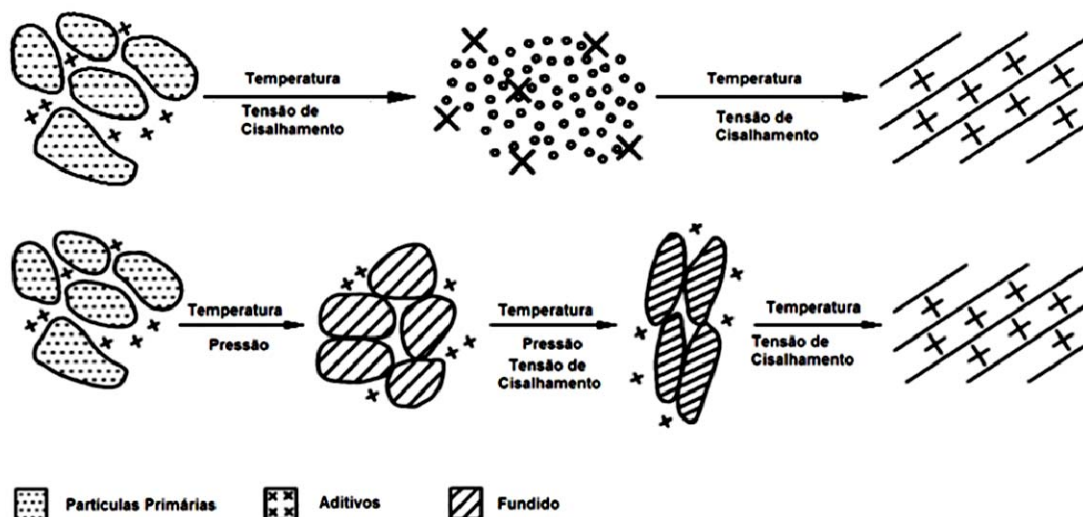 Temperatura
Tensão de
Cisalhamento
Temperatura
Tensão de
Cisalhamento
Temperatura
Pressão
Temperatura
Pressão
Tensão de
Cisalhamento
Temperatura
Tensão de
Cisalhamento
Partículas Primárias
Aditivos
Fundido